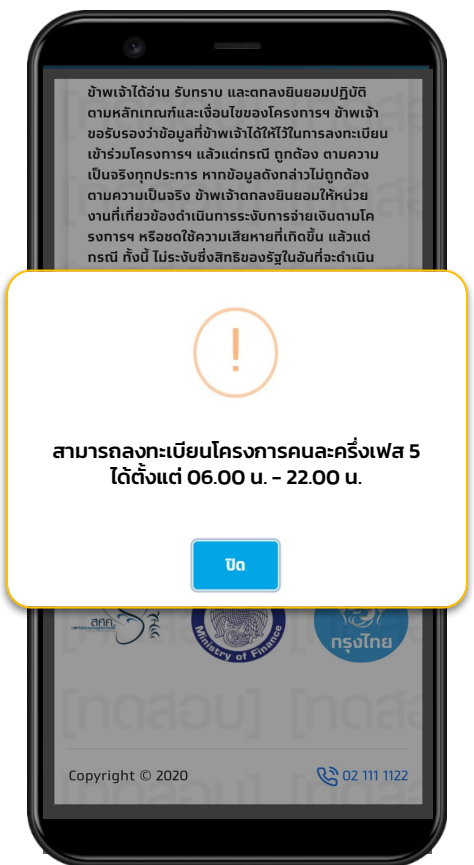 ข้าพเจ้าได้อ่าน รับทราบ และตกลงยินยอมปฏิบัติ
ตามหลักเกณฑ์และเงื่อนไขของโครงการฯ ข้าพเจ้า
ขอรับรองว่าข้อมูลที่ข้าพเจ้าได้ให้ไว้ในการลงทะเบียน
เข้าร่วมโครงการฯ แล้วแต่กรณี ถูกต้อง ตามความ
เป็นจริงทุกประการ หากข้อมูลดังกล่าวไม่ถูกต้อง
ตามความเป็นจริง ข้าพเจ้าตกลงยินยอมให้หน่วย
งานที่เกี่ยวข้องดำเนินการระงับการจ่ายเงินตามโค
รงการฯ หรือชดใช้ความเสียหายที่เกิดขึ้น แล้วแต่
กรณี ทั้งนี้ ไม่ระงับซึ่งสิทธิของรัฐในอันที่จะดำเนิน
!
สามารถลงทะเบียนโครงการคนละครึ่งเฟส 5
ได้ตั้งแต่ 06.00 น. - 22.00 น.
ปิด
สศค.
Ministry of Finance
กรุงไทย
[ทดสอบ] [ทดส
Copyright © 2020
02 111 1122